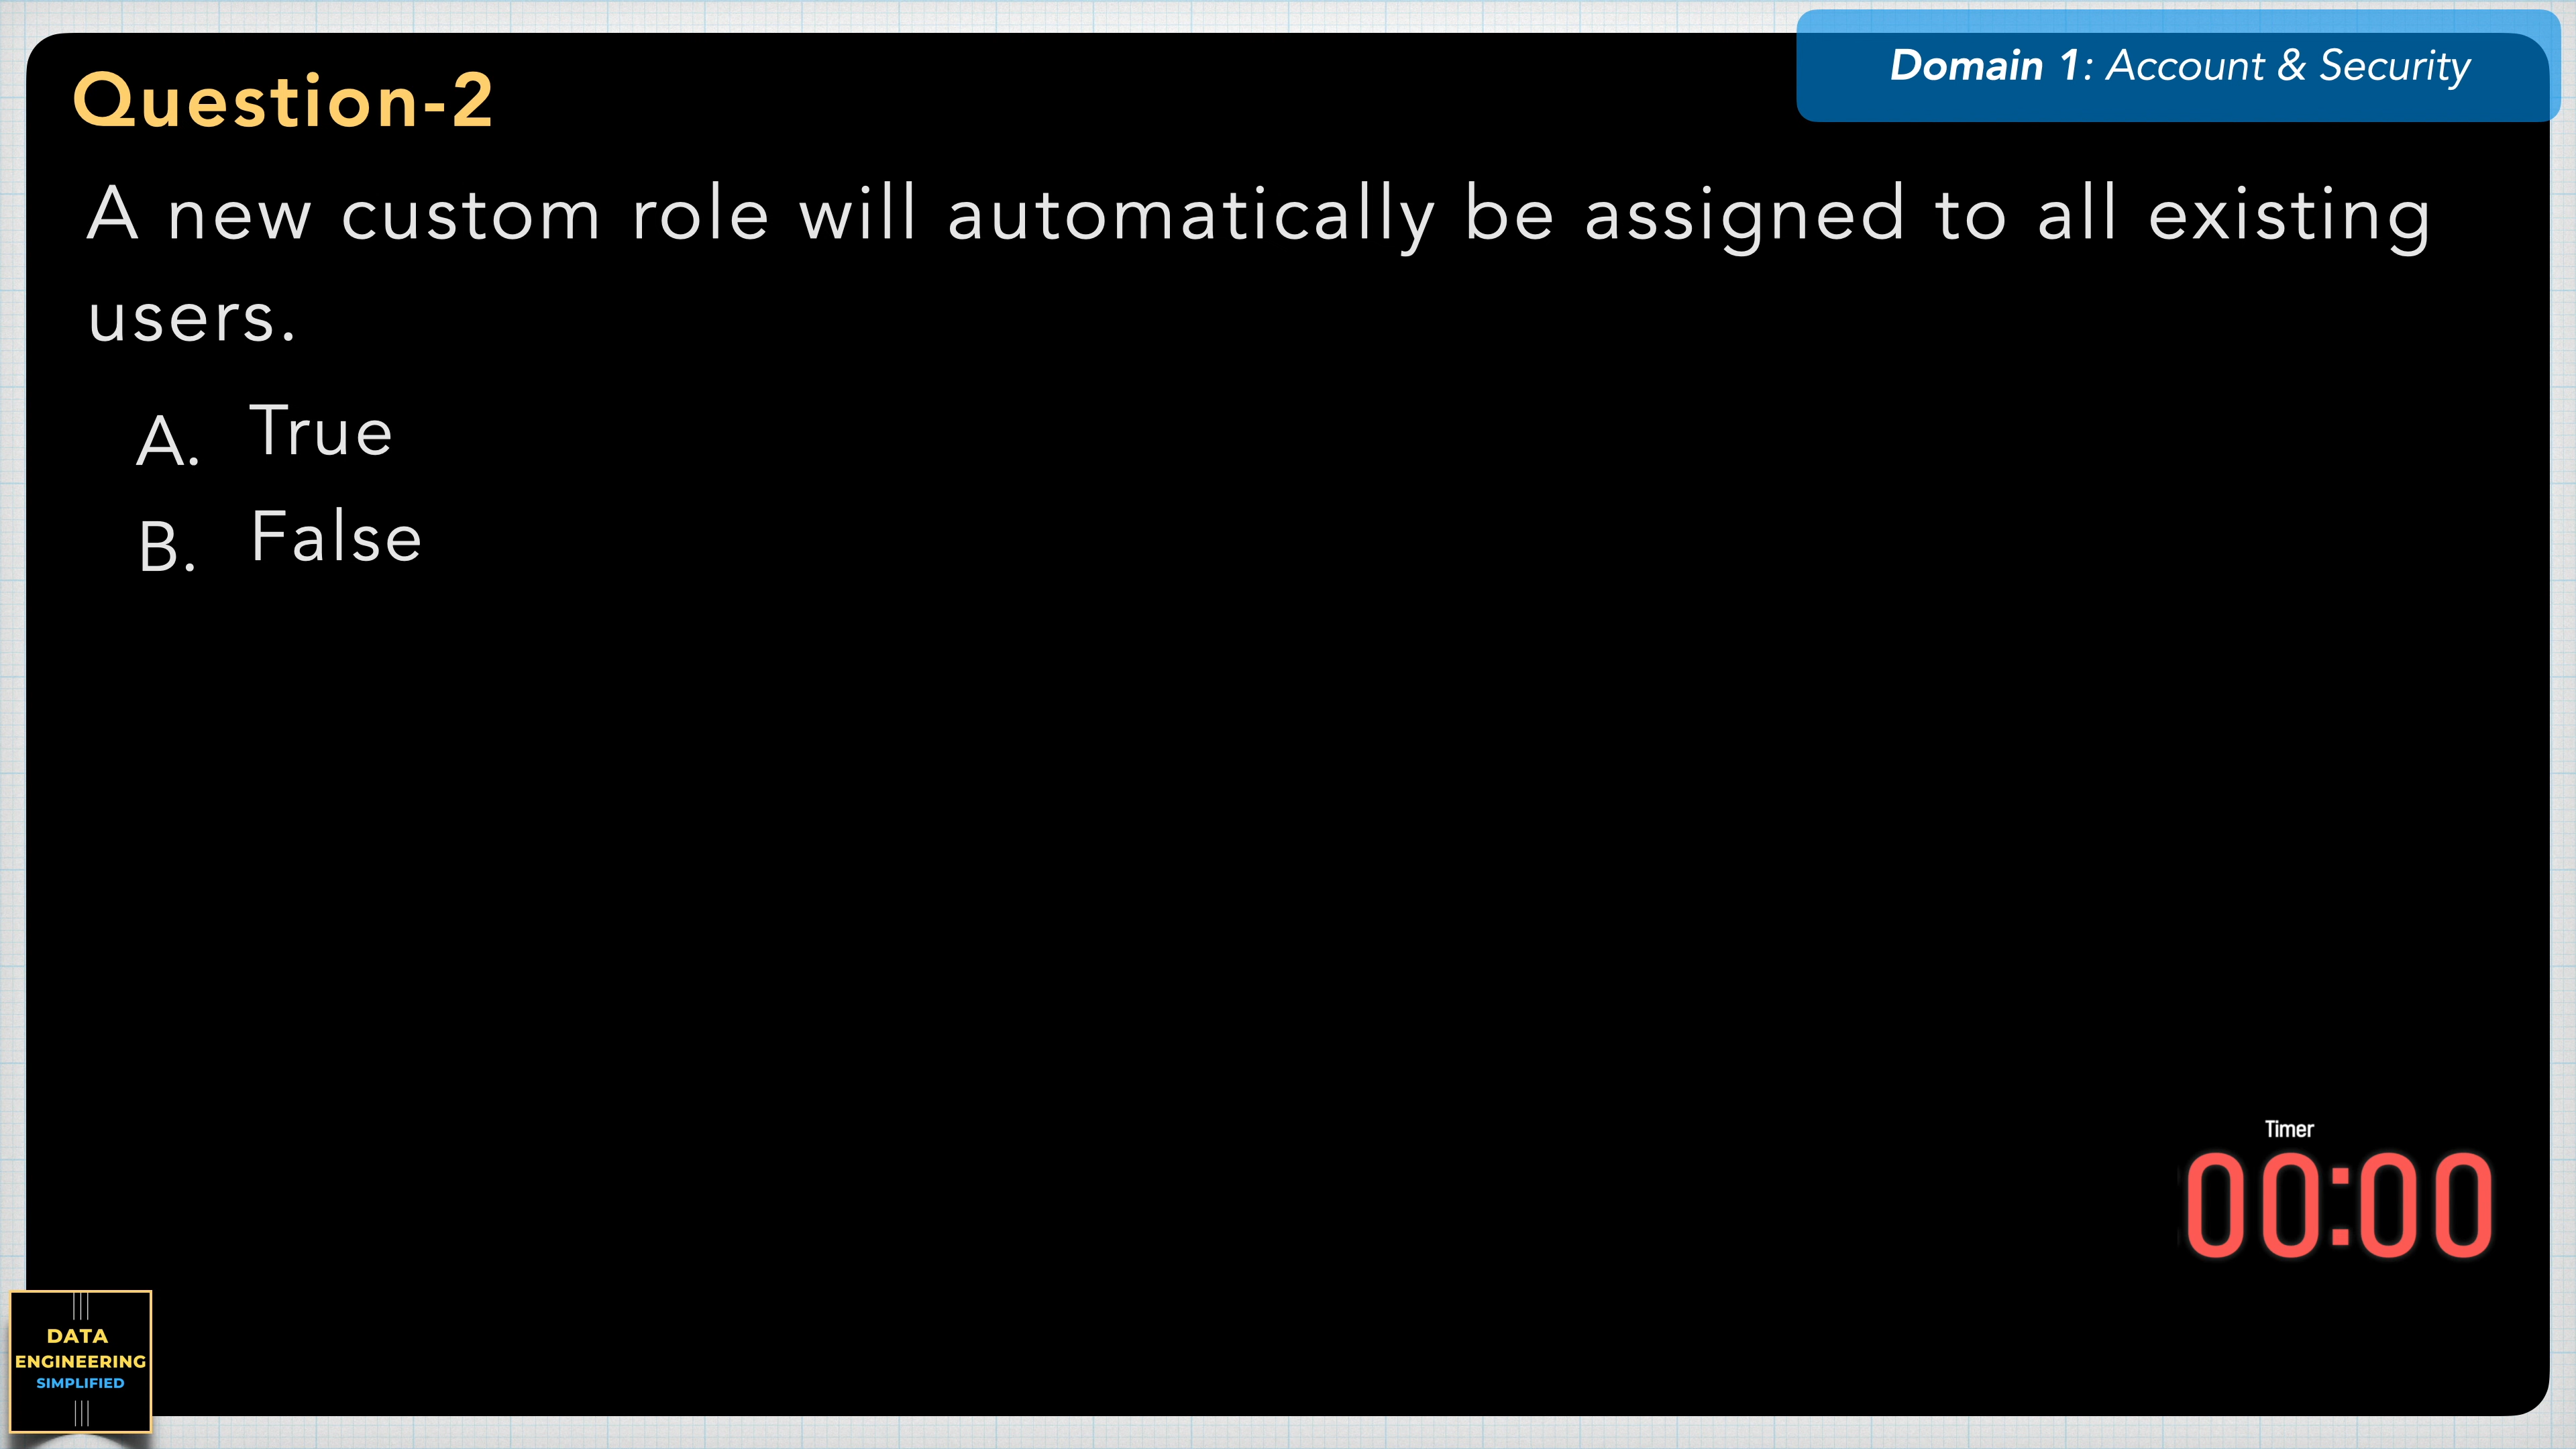 Domain 1: Account & Security
Question-2
A new custom role will automatically be assigned to all existing
users.
A. True
B. False
Timer
00:00
DATA
ENGINEERING
SIMPLIFIED